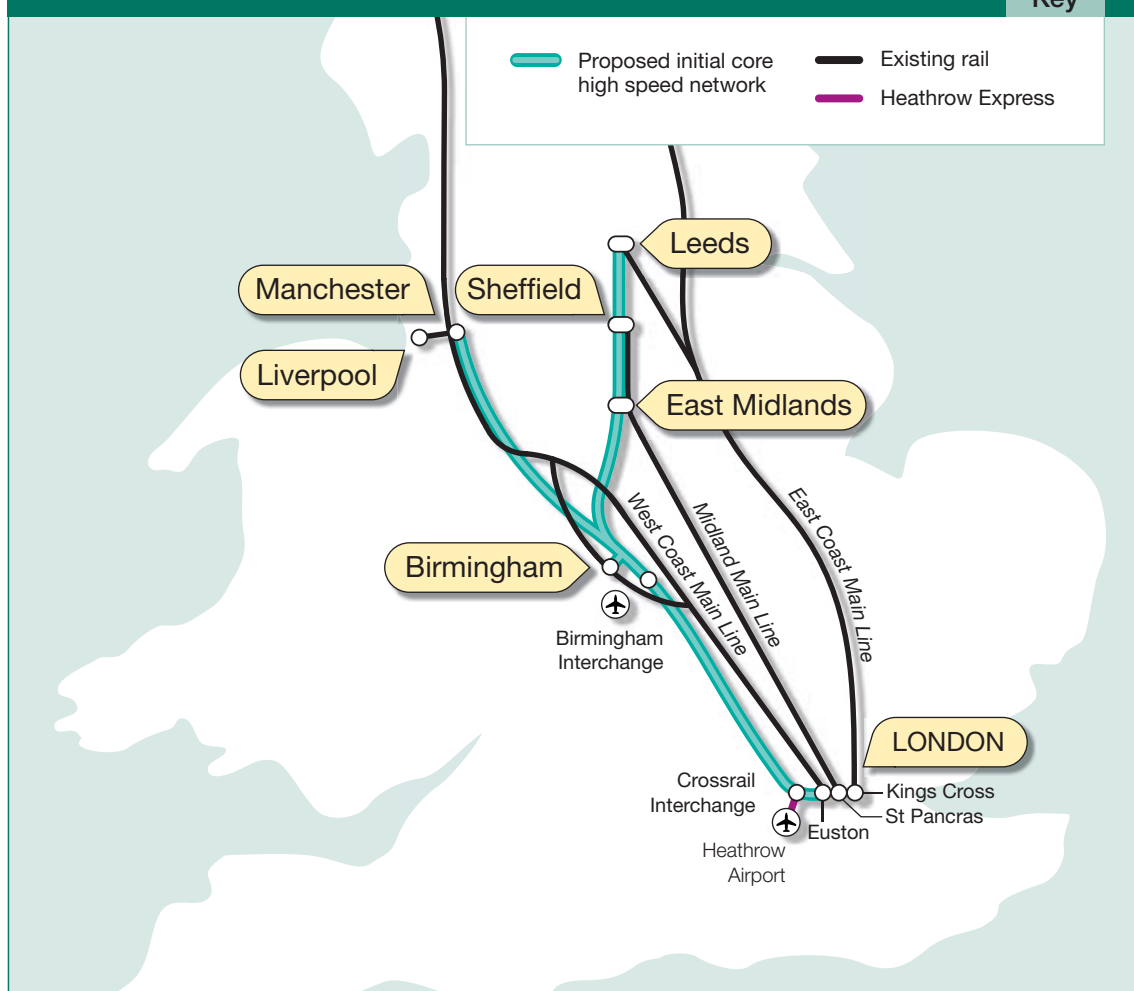 Key
Proposed initial core
high speed network
Existing rail
Heathrow Express
Leeds
Manchester
Sheffield
Liverpool
East Midlands
West Coast Main Line
Midland Main Line
East Coast Main Line
Birmingham
Birmingham
Interchange
LONDON
Crossrail
Interchange
Kings Cross
St Pancras
Euston
Heathrow
Airport